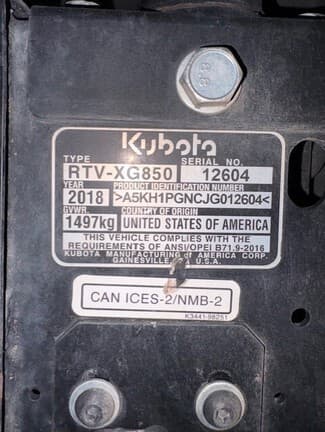 8.8
Kubota
TYPE SERIAL NO.
RTV-XG850 12604
YEAR PRODUCT IDENTIFICATION NUMBER
2018 >A5KH1PGNCJG012604<
GVWR COUNTRY OF ORIGIN
1497kg UNITED STATES OF AMERICA
THIS VEHICLE COMPLIES WITH THE
REQUIREMENTS OF ANSI/OPEI B71.9-2016
KUBOTA MANUFACTURING of AMERICA CORP.
GAINESVILLE U.S.A.
CAN ICES-2/NMB-2
K3441-98251